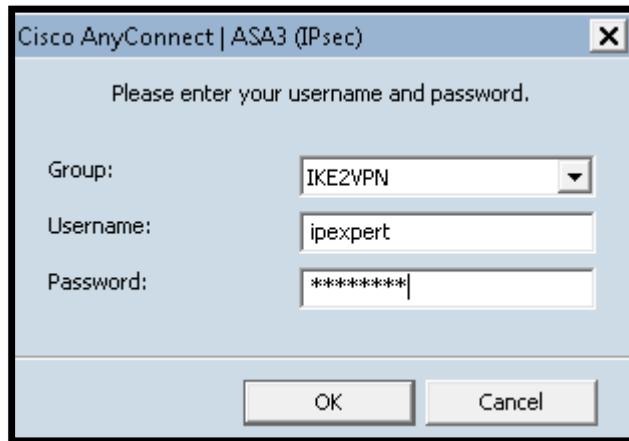 Cisco AnyConnect | ASA3 (IPsec)
Please enter your username and password.
Group: IKE2VPN
Username: ipexpert
Password: ********
OK Cancel